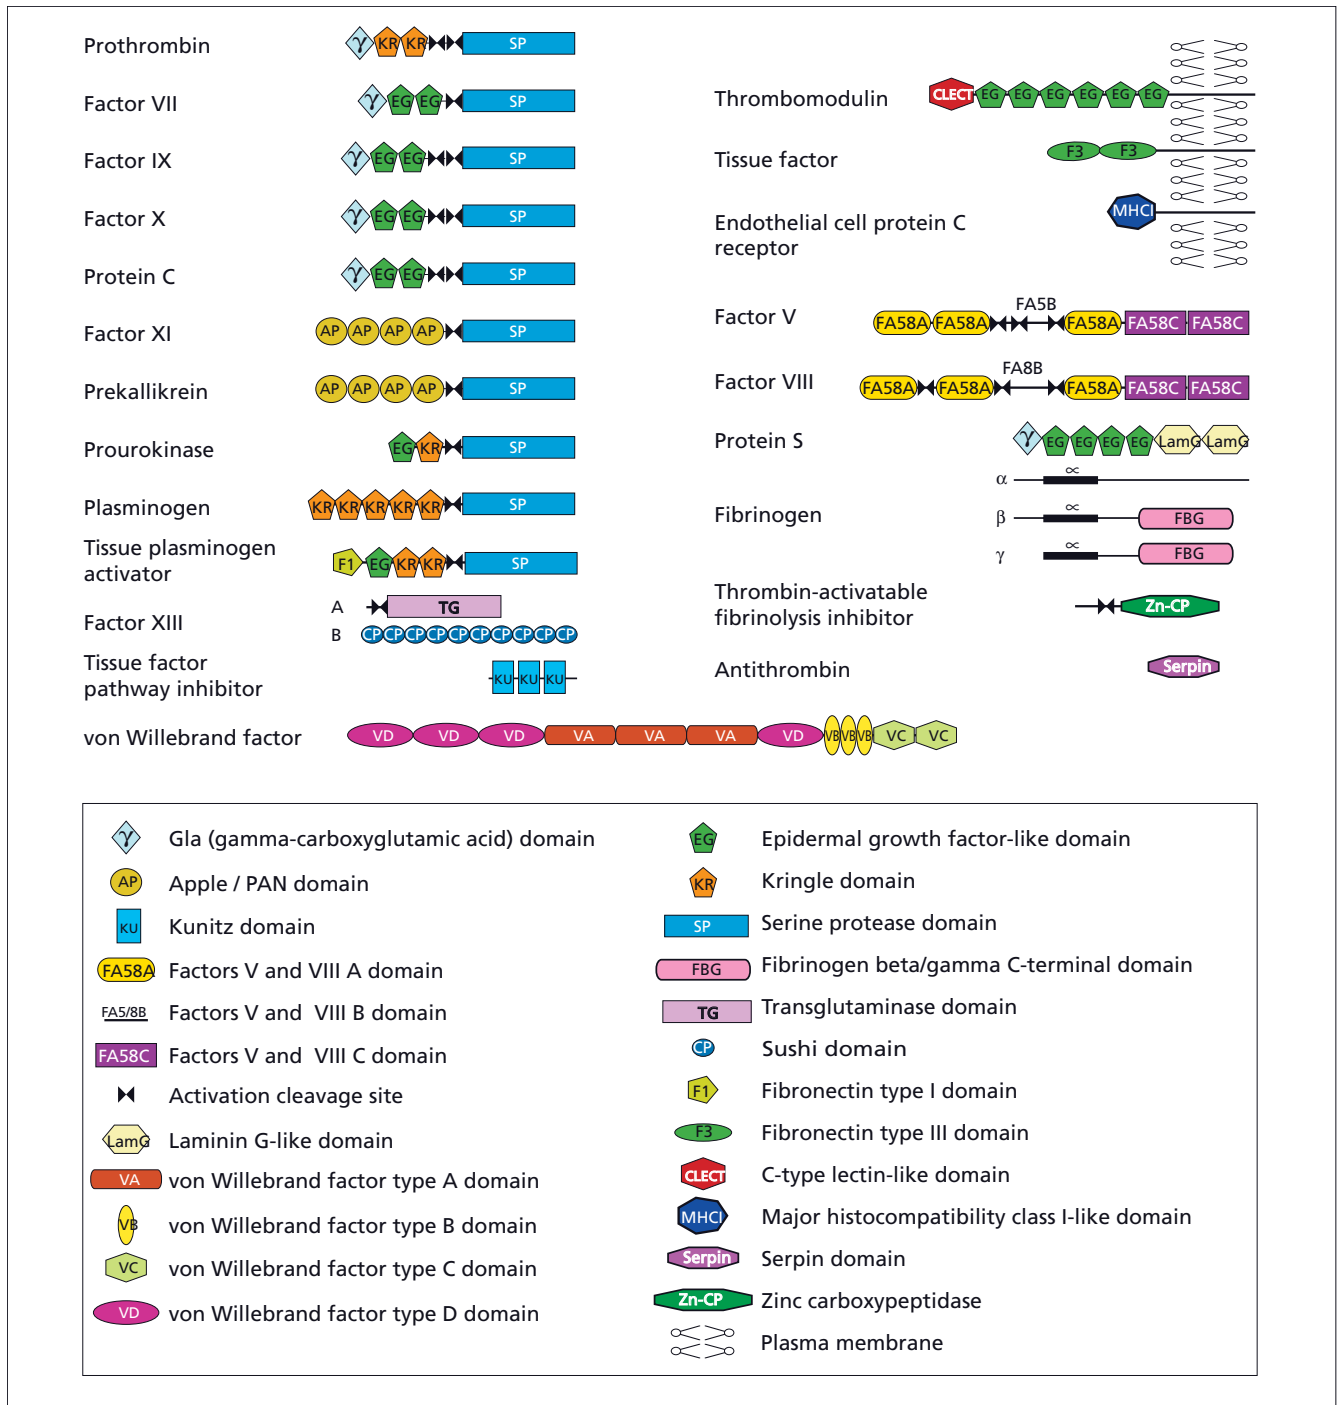 Prothrombin γ KR KR SP
Factor VII γ EG EG SP
Factor IX γ EG EG SP
Factor X γ EG EG SP
Protein C γ EG EG SP
Factor XI AP AP AP AP SP
Prekallikrein AP AP AP AP SP
Prourokinase EG KR SP
Plasminogen KR KR KR KR KR SP
Tissue plasminogen
activator F1 EG KR KR SP
Factor XIII
A TG
B CP CP CP CP CP CP CP CP CP CP
Tissue factor
pathway inhibitor KU KU KU
von Willebrand factor VD VD VD VA VA VA VD VB VB VB VC VC
Thrombomodulin CLECT EG EG EG EG EG EG
Tissue factor F3 F3
Endothelial cell protein C
receptor MHCI
FA5B
Factor V FA58A FA58A FA58A FA58C FA58C
FA8B
Factor VIII FA58A FA58A FA58A FA58C FA58C
Protein S γ EG EG EG EG LamG LamG
Fibrinogen
α ∝
β ∝ FBG
γ ∝ FBG
Thrombin-activatable
fibrinolysis inhibitor Zn-CP
Antithrombin Serpin
γ Gla (gamma-carboxyglutamic acid) domain
AP Apple / PAN domain
KU Kunitz domain
FA58A Factors V and VIII A domain
FA5/8B Factors V and VIII B domain
FA58C Factors V and VIII C domain
Activation cleavage site
LamG Laminin G-like domain
VA von Willebrand factor type A domain
VB von Willebrand factor type B domain
VC von Willebrand factor type C domain
VD von Willebrand factor type D domain
EG Epidermal growth factor-like domain
KR Kringle domain
SP Serine protease domain
FBG Fibrinogen beta/gamma C-terminal domain
TG Transglutaminase domain
CP Sushi domain
F1 Fibronectin type I domain
F3 Fibronectin type III domain
CLECT C-type lectin-like domain
MHCI Major histocompatibility class I-like domain
Serpin Serpin domain
Zn-CP Zinc carboxypeptidase
Plasma membrane